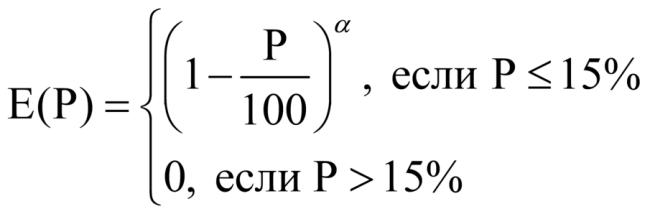 E(P) = { (1 − P/100)^α , если P ≤ 15%
0, если P > 15%